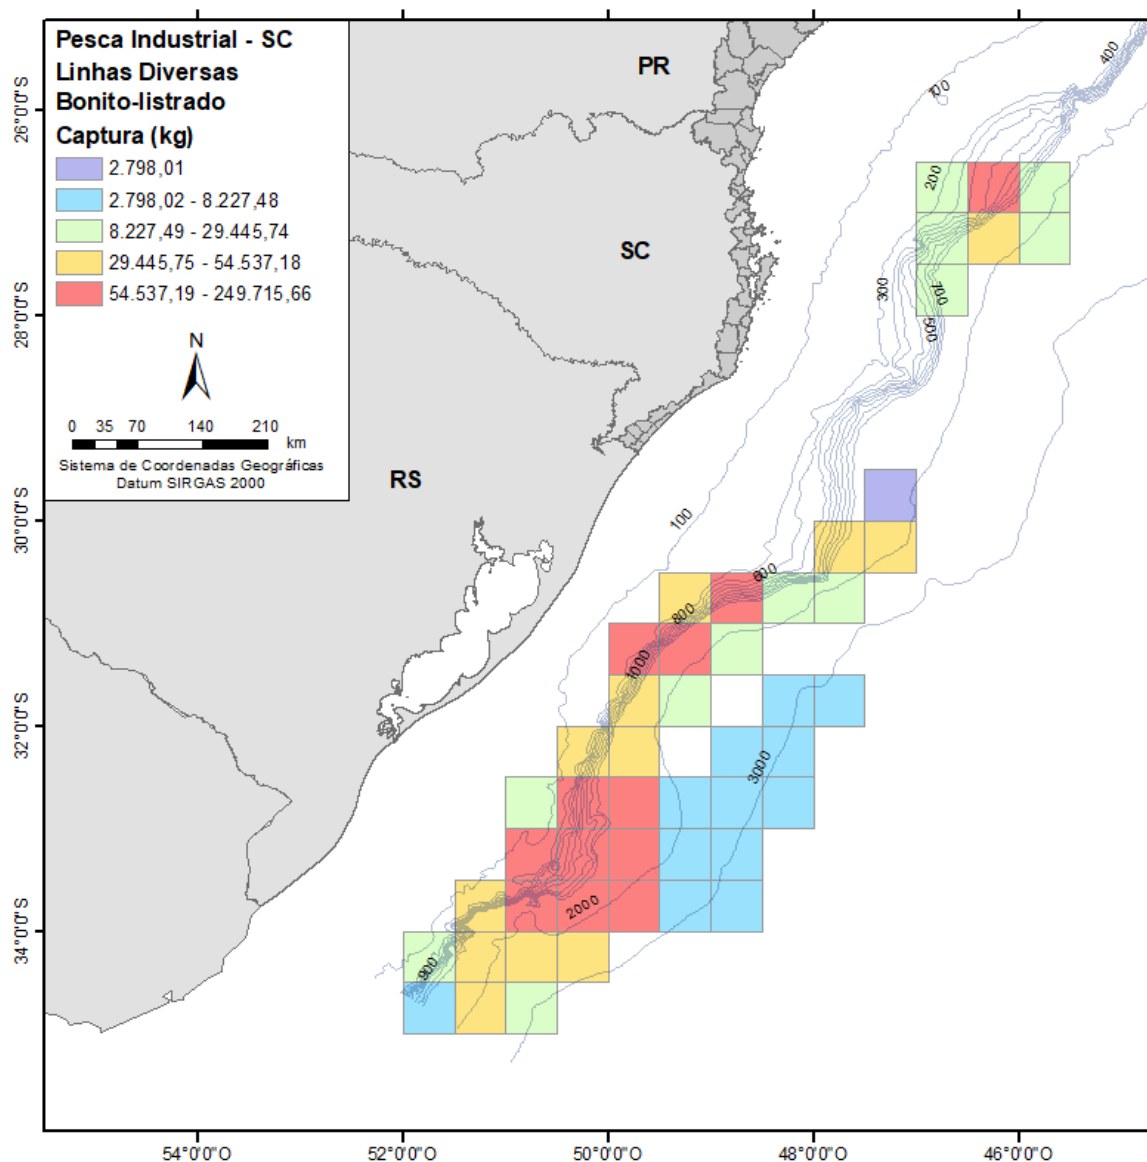 Pesca Industrial - SC
Linhas Diversas
Bonito-listrado
Captura (kg)
2.798,01
2.798,02 - 8.227,48
8.227,49 - 29.445,74
29.445,75 - 54.537,18
54.537,19 - 249.715,66
N
0 35 70 140 210
km
Sistema de Coordenadas Geográficas
Datum SIRGAS 2000
PR
SC
RS
100
400
200
300
700
500
100
600
800
1000
3000
2000
900
26°0'0"S
28°0'0"S
30°0'0"S
32°0'0"S
34°0'0"S
54°0'0"O
52°0'0"O
50°0'0"O
48°0'0"O
46°0'0"O